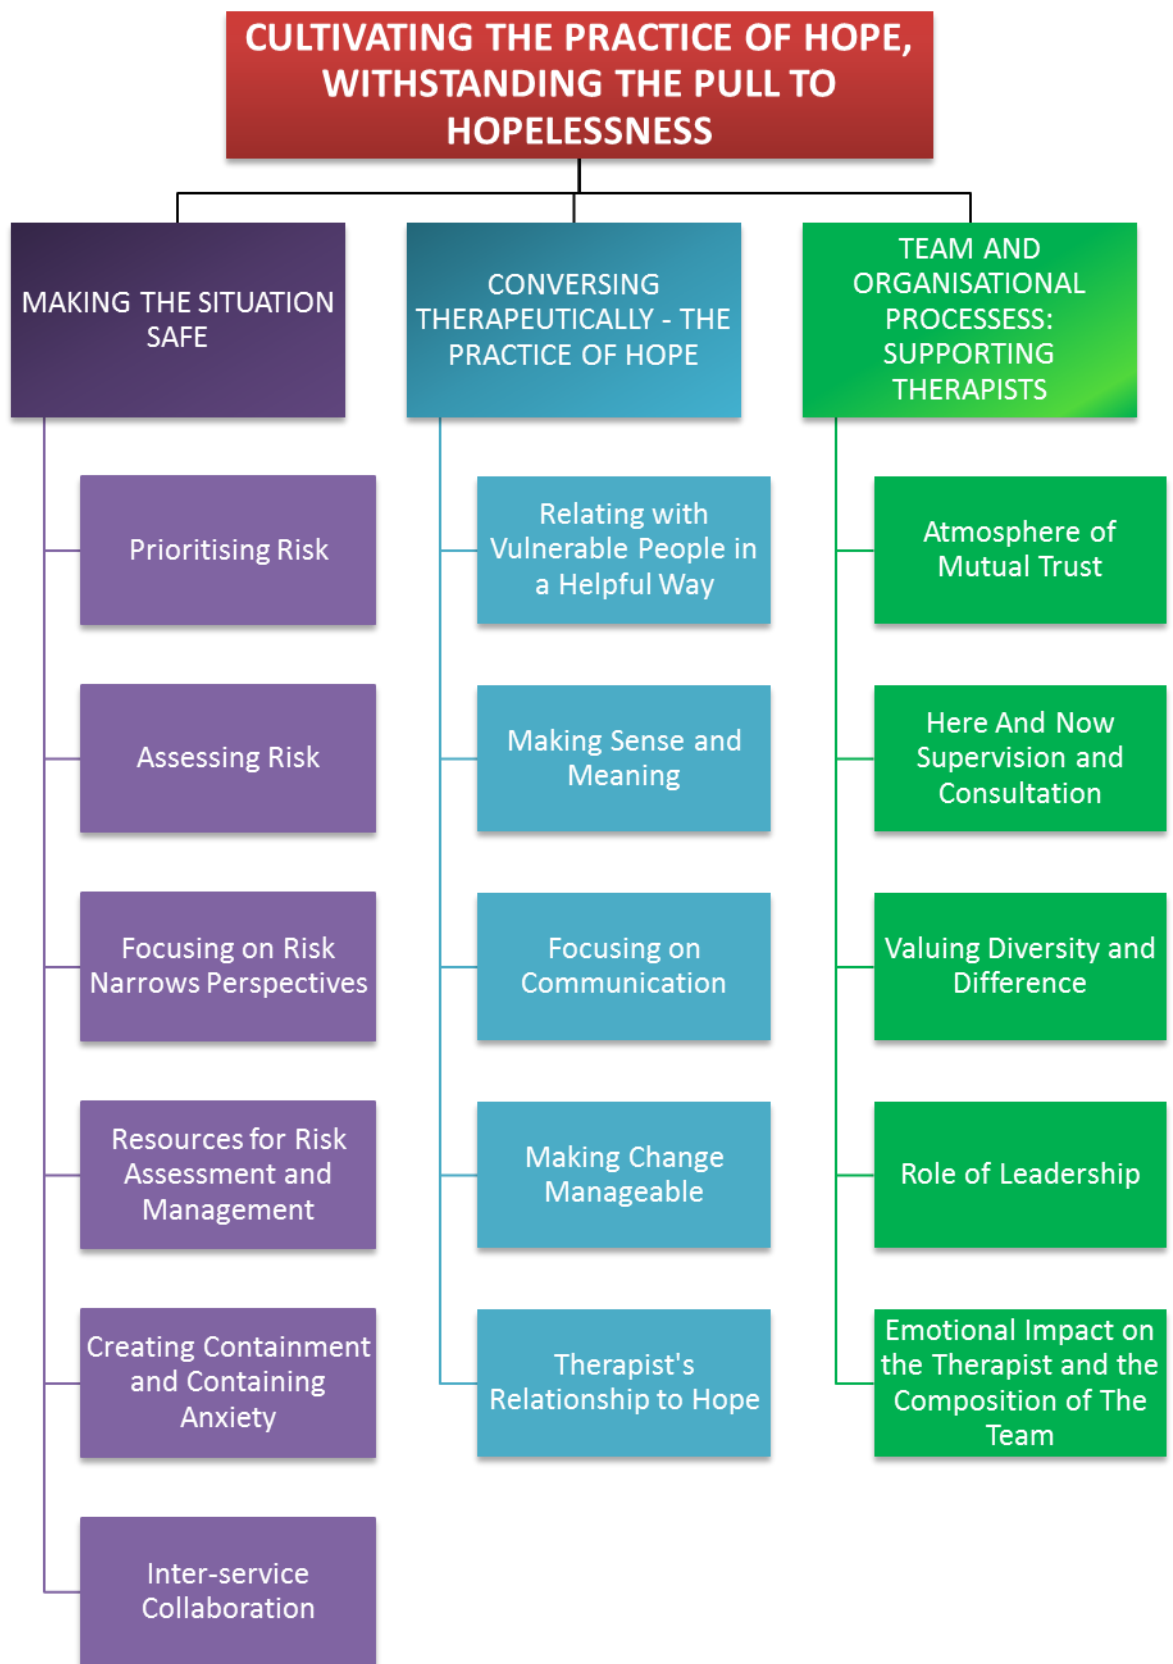 CULTIVATING THE PRACTICE OF HOPE,
WITHSTANDING THE PULL TO
HOPELESSNESS
MAKING THE SITUATION
SAFE
Prioritising Risk
Assessing Risk
Focusing on Risk
Narrows Perspectives
Resources for Risk
Assessment and
Management
Creating Containment
and Containing
Anxiety
Inter-service
Collaboration
CONVERSING
THERAPEUTICALLY - THE
PRACTICE OF HOPE
Relating with
Vulnerable People in
a Helpful Way
Making Sense and
Meaning
Focusing on
Communication
Making Change
Manageable
Therapist's
Relationship to Hope
TEAM AND
ORGANISATIONAL
PROCESSESS:
SUPPORTING
THERAPISTS
Atmosphere of
Mutual Trust
Here And Now
Supervision and
Consultation
Valuing Diversity and
Difference
Role of Leadership
Emotional Impact on
the Therapist and the
Composition of The
Team